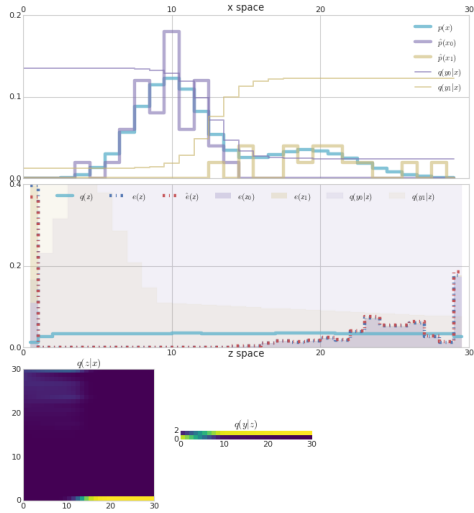 x space
0.2
0.1
0.0
0 10 20 30
p(x)
p̂(x₀)
p̂(x₁)
q(y₀|x)
q(y₁|x)
0.4
0.2
0.0
q(x)
q(y₀|x)
q(y₁|x)
0 10 20 30
z space
q(z|x)
30
20
10
0
0 10 20 30
q(y|z)
2
0
0 10 20 30